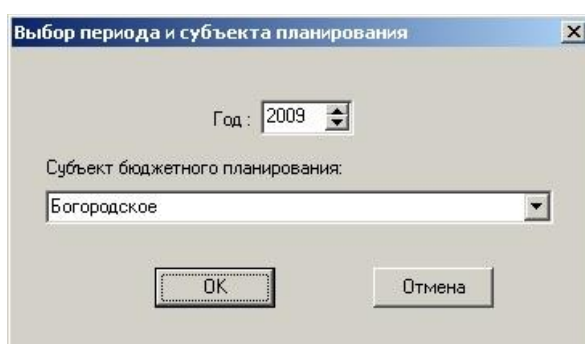 Выбор периода и субъекта планирования
Год : 2009
Субъект бюджетного планирования:
Богородское
OK Отмена